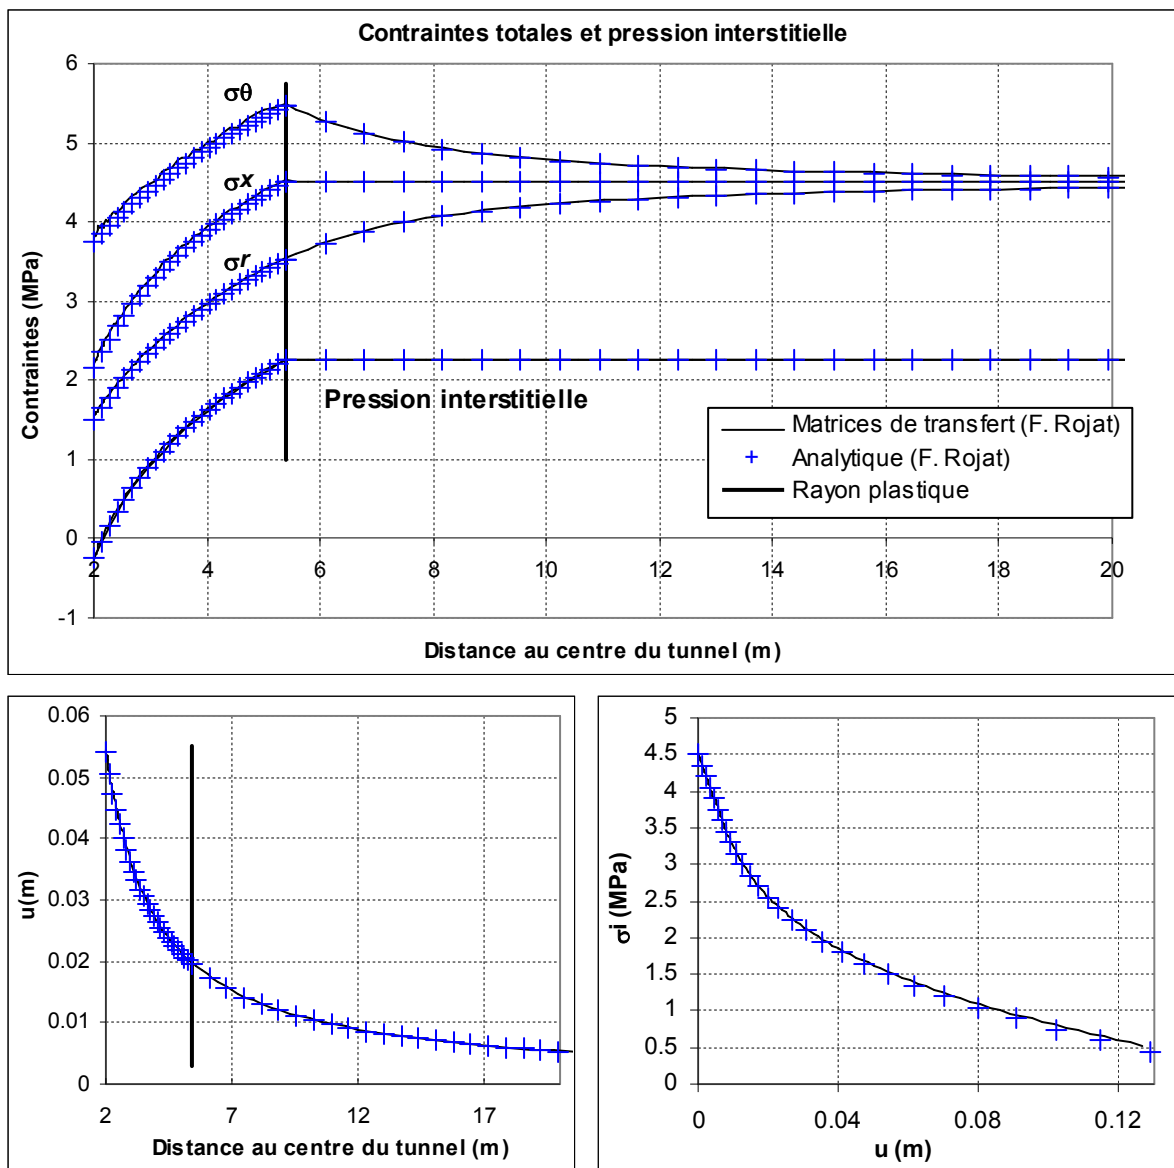 Contraintes totales et pression interstitielle
6
5
4
3
2
1
0
-1
Contraintes (MPa)
σθ
σx
σr
Pression interstitielle
Matrices de transfert (F. Rojat)
Analytique (F. Rojat)
Rayon plastique
2 4 6 8 10 12 14 16 18 20
Distance au centre du tunnel (m)
0.06
0.05
0.04
0.03
0.02
0.01
0
u(m)
2 7 12 17
Distance au centre du tunnel (m)
5
4.5
4
3.5
3
2.5
2
1.5
1
0.5
0
σi (MPa)
0 0.04 0.08 0.12
u (m)